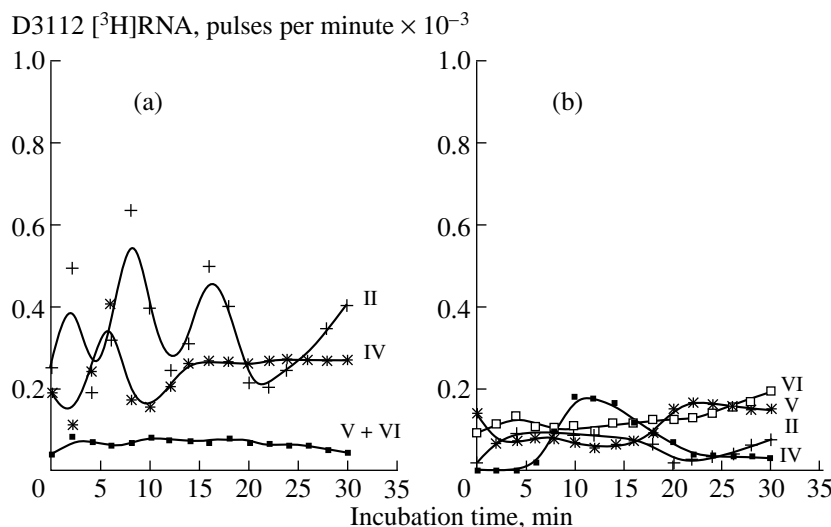 D3112 [³H]RNA, pulses per minute × 10⁻³
1.0 1.0
(a) (b)
0.8 0.8
0.6 0.6
0.4 0.4
II
IV
0.2 0.2
VI
V
V + VI
II
IV
0 5 10 15 20 25 30 35 0 5 10 15 20 25 30 35
Incubation time, min